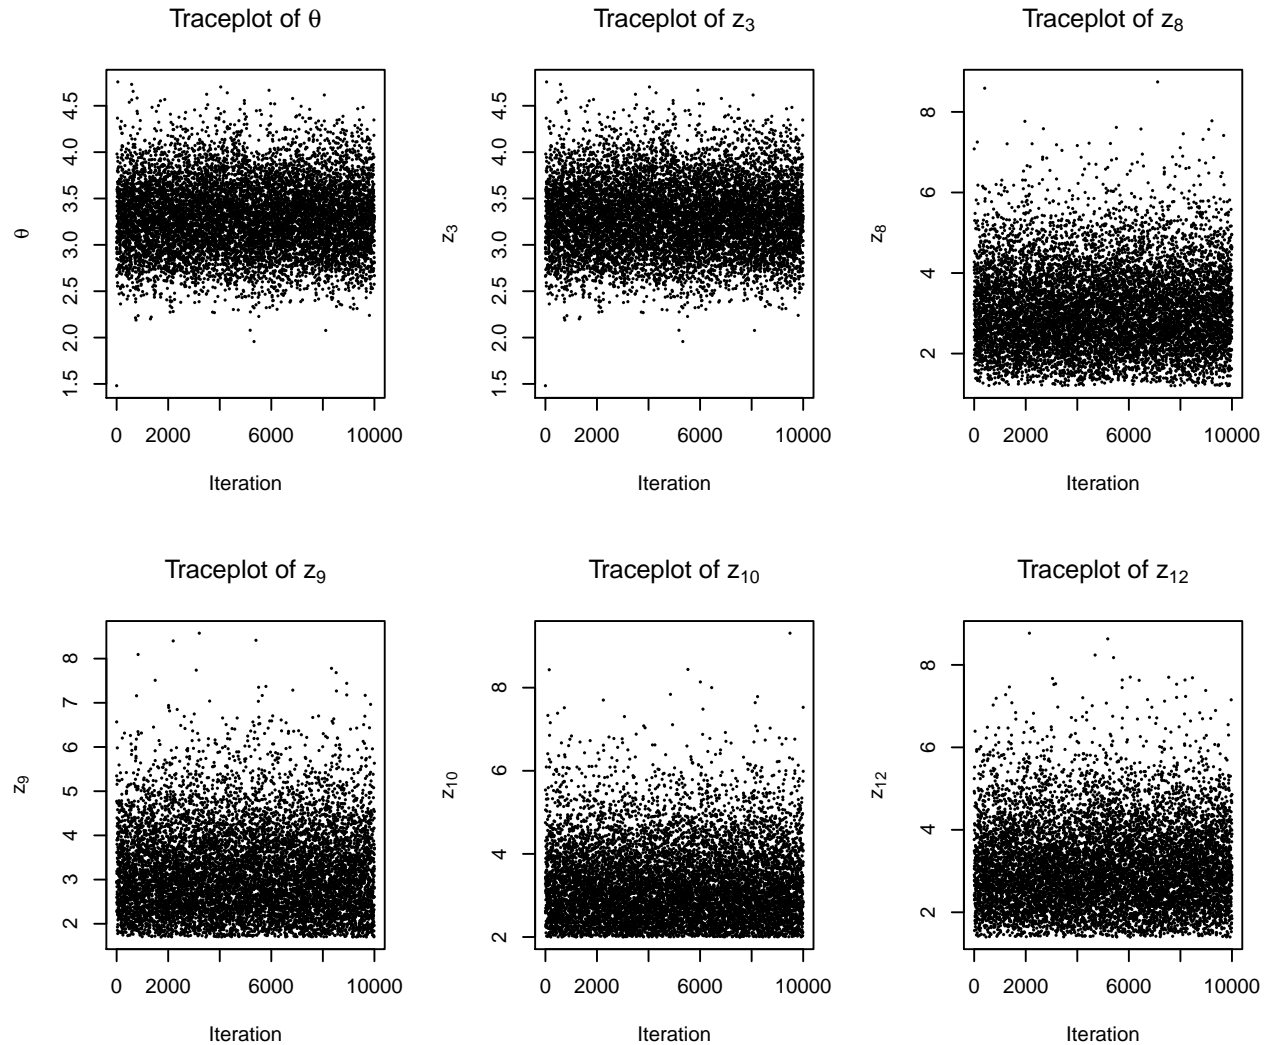 Traceplot of θ
θ
4.5
4.0
3.5
3.0
2.5
2.0
1.5
0 2000 6000 10000
Iteration
Traceplot of z₃
z₃
4.5
4.0
3.5
3.0
2.5
2.0
1.5
0 2000 6000 10000
Iteration
Traceplot of z₈
z₈
8
6
4
2
0 2000 6000 10000
Iteration
Traceplot of z₉
z₉
8
7
6
5
4
3
2
0 2000 6000 10000
Iteration
Traceplot of z₁₀
z₁₀
8
6
4
2
0 2000 6000 10000
Iteration
Traceplot of z₁₂
z₁₂
8
6
4
2
0 2000 6000 10000
Iteration